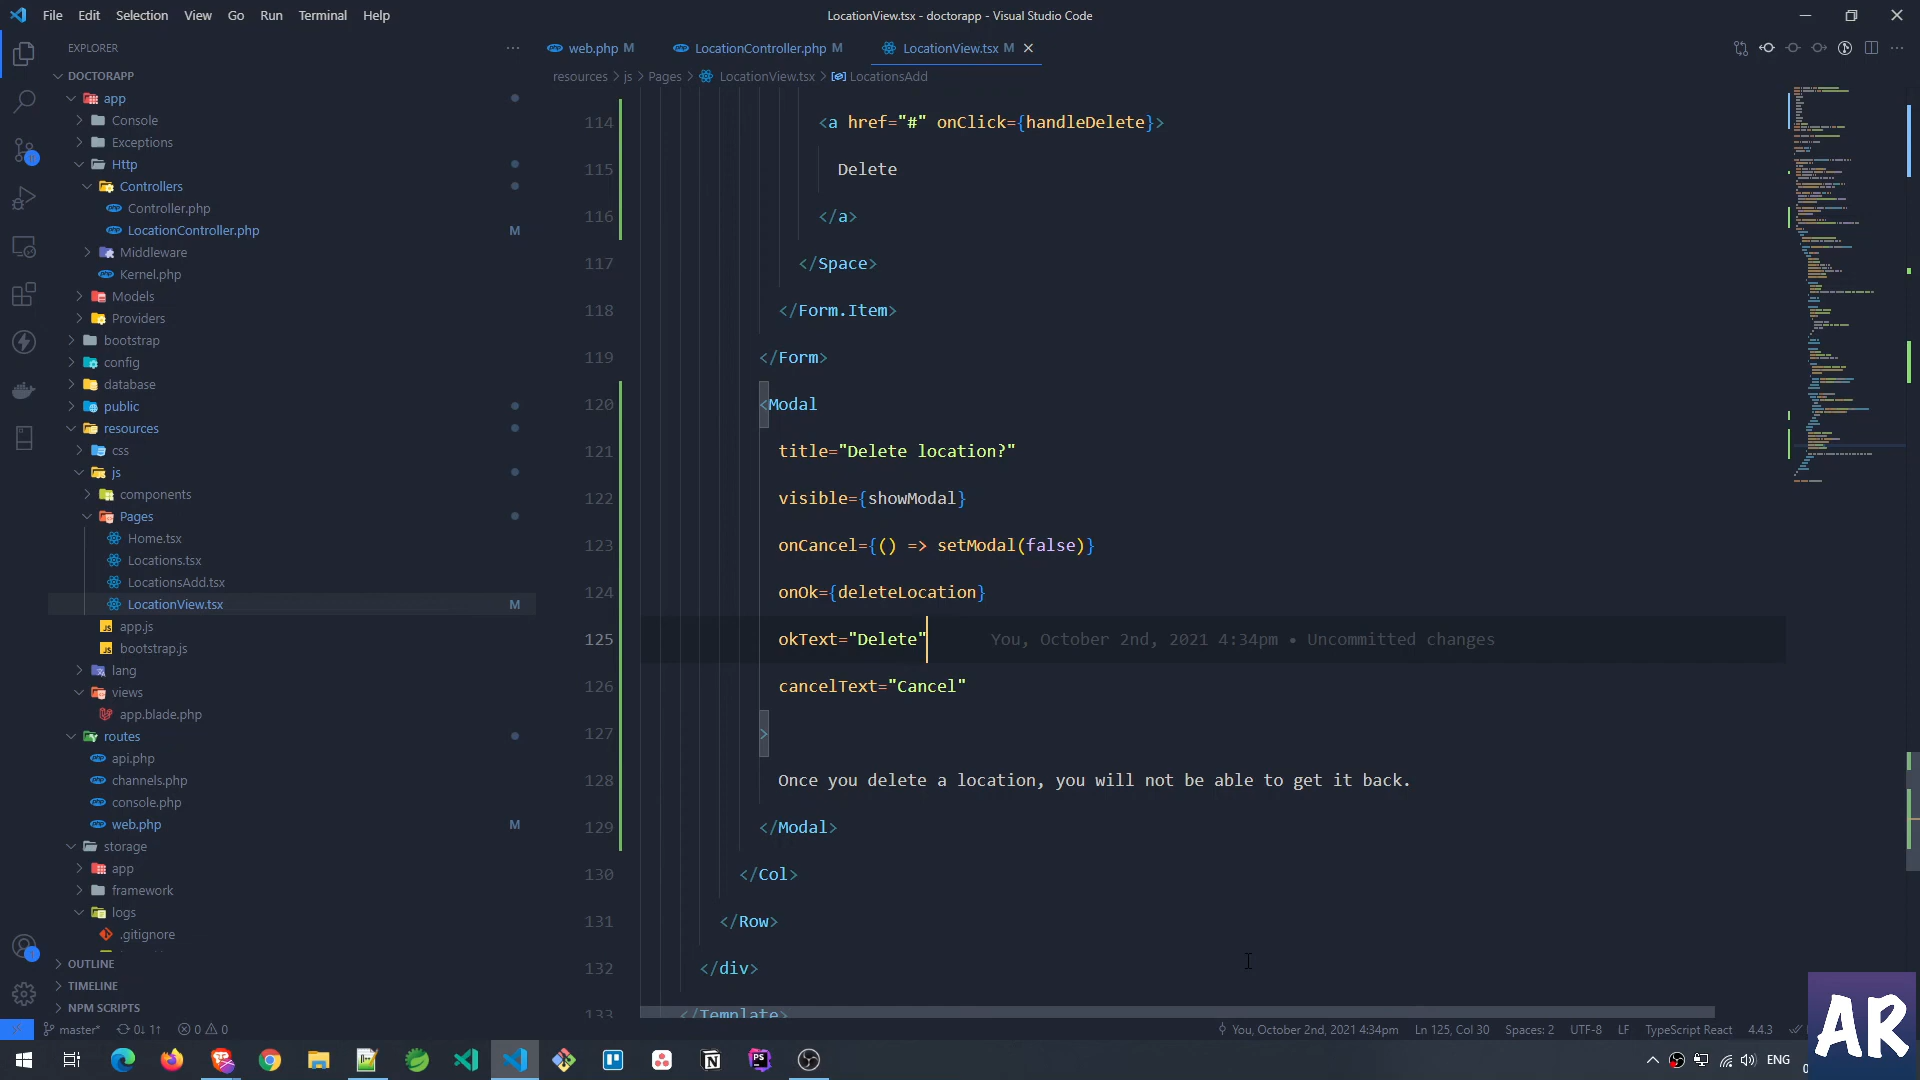 File Edit Selection View Go Run Terminal Help
LocationView.tsx - doctorapp - Visual Studio Code
EXPLORER
DOCTORAPP
app
Console
Exceptions
Http
Controllers
Controller.php
LocationController.php M
Middleware
Kernel.php
Models
Providers
bootstrap
config
database
public
resources
css
js
components
Pages
Home.tsx
Locations.tsx
LocationsAdd.tsx
LocationView.tsx M
app.js
bootstrap.js
lang
views
app.blade.php
routes
api.php
channels.php
console.php
web.php M
storage
app
framework
logs
.gitignore
OUTLINE
TIMELINE
NPM SCRIPTS
web.php M LocationController.php M LocationView.tsx M
resources > js > Pages > LocationView.tsx > LocationsAdd
114 <a href="#" onClick={handleDelete}>
115 Delete
116 </a>
117 </Space>
118 </Form.Item>
119 </Form>
120 <Modal
121 title="Delete location?"
122 visible={showModal}
123 onCancel={() => setModal(false)}
124 onOk={deleteLocation}
125 okText="Delete" You, October 2nd, 2021 4:34pm • Uncommitted changes
126 cancelText="Cancel"
127 >
128 Once you delete a location, you will not be able to get it back.
129 </Modal>
130 </Col>
131 </Row>
132 </div>
133 </Template>
master* 0↓ 1↑ 0 0
You, October 2nd, 2021 4:34pm Ln 125, Col 30 Spaces: 2 UTF-8 LF TypeScript React 4.4.3
ENG
AR